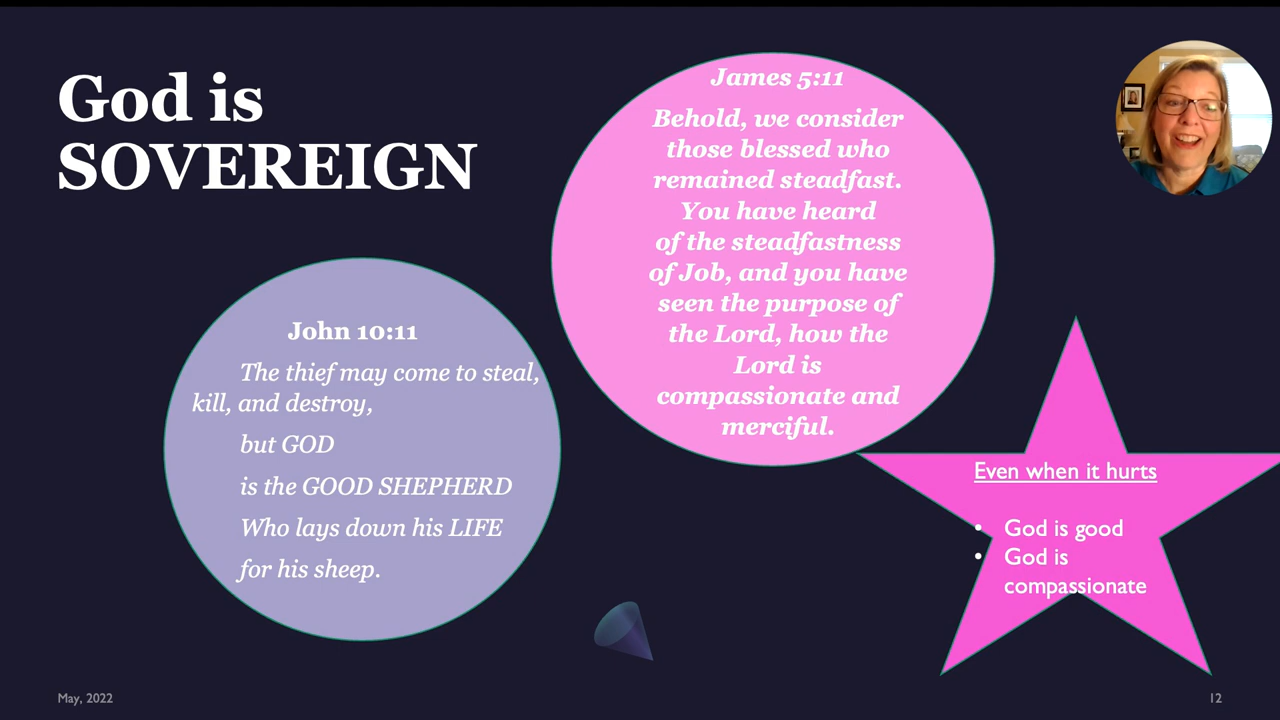 God is
SOVEREIGN
James 5:11
Behold, we consider
those blessed who
remained steadfast.
You have heard
of the steadfastness
of Job, and you have
seen the purpose of
the Lord, how the
Lord is
compassionate and
merciful.
John 10:11
The thief may come to steal,
kill, and destroy,
but GOD
is the GOOD SHEPHERD
Who lays down his LIFE
for his sheep.
Even when it hurts
• God is good
• God is
compassionate
May, 2022
12